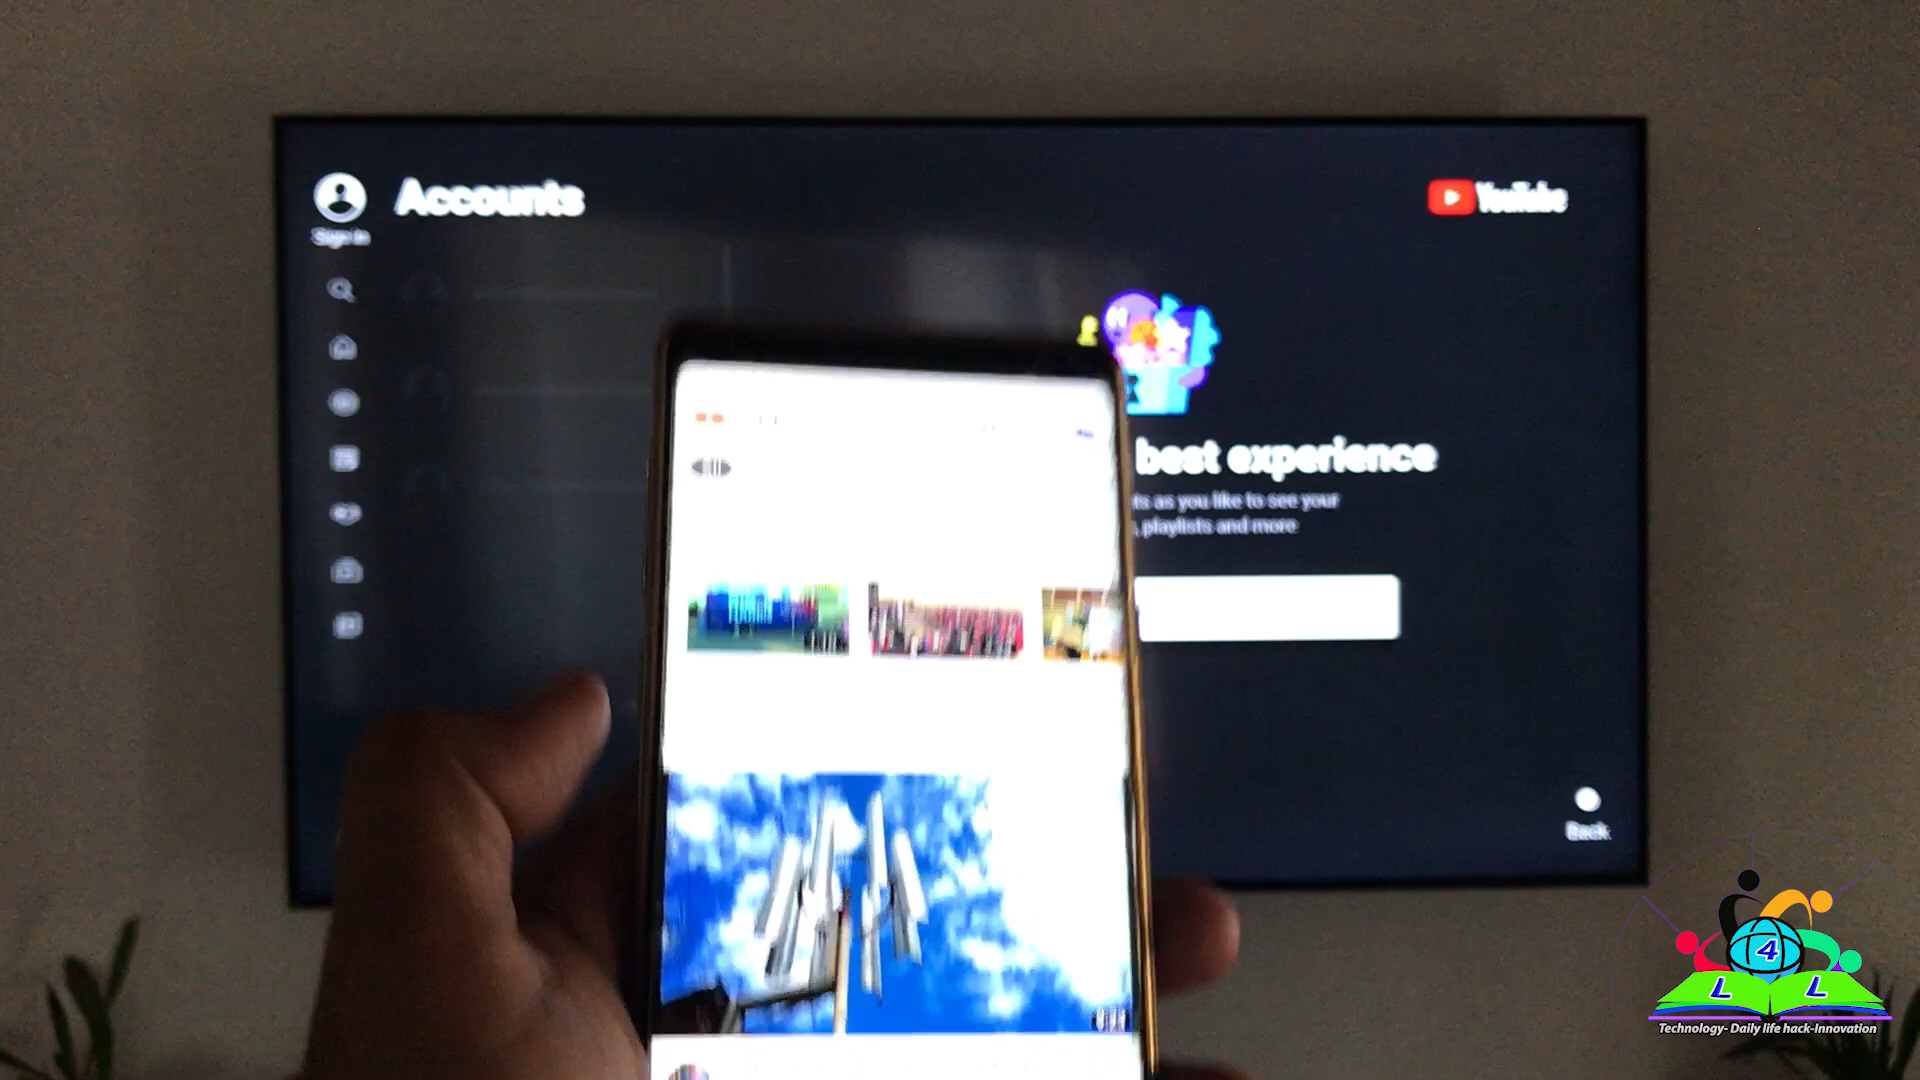 Accounts
YouTube
Sign in
best experience
ts as you like to see your
, playlists and more
Back
4
L L
Technology- Daily life hack-Innovation